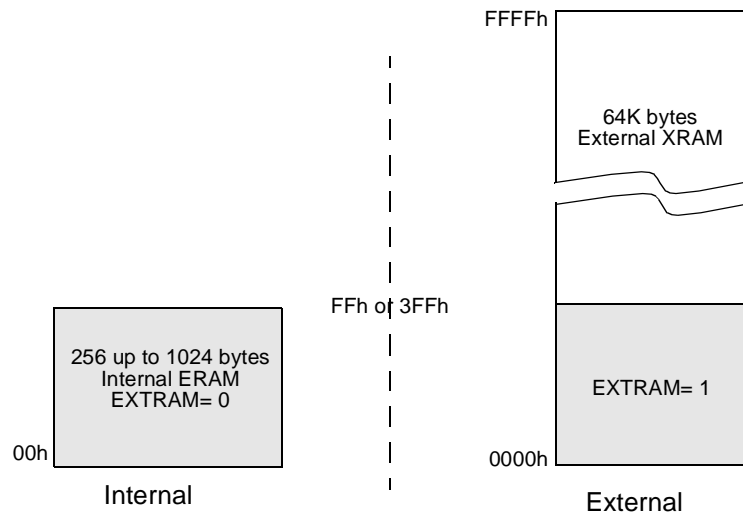 FFFFh
64K bytes
External XRAM
FFh or 3FFh
256 up to 1024 bytes
Internal ERAM
EXTRAM= 0
EXTRAM= 1
00h
0000h
Internal
External